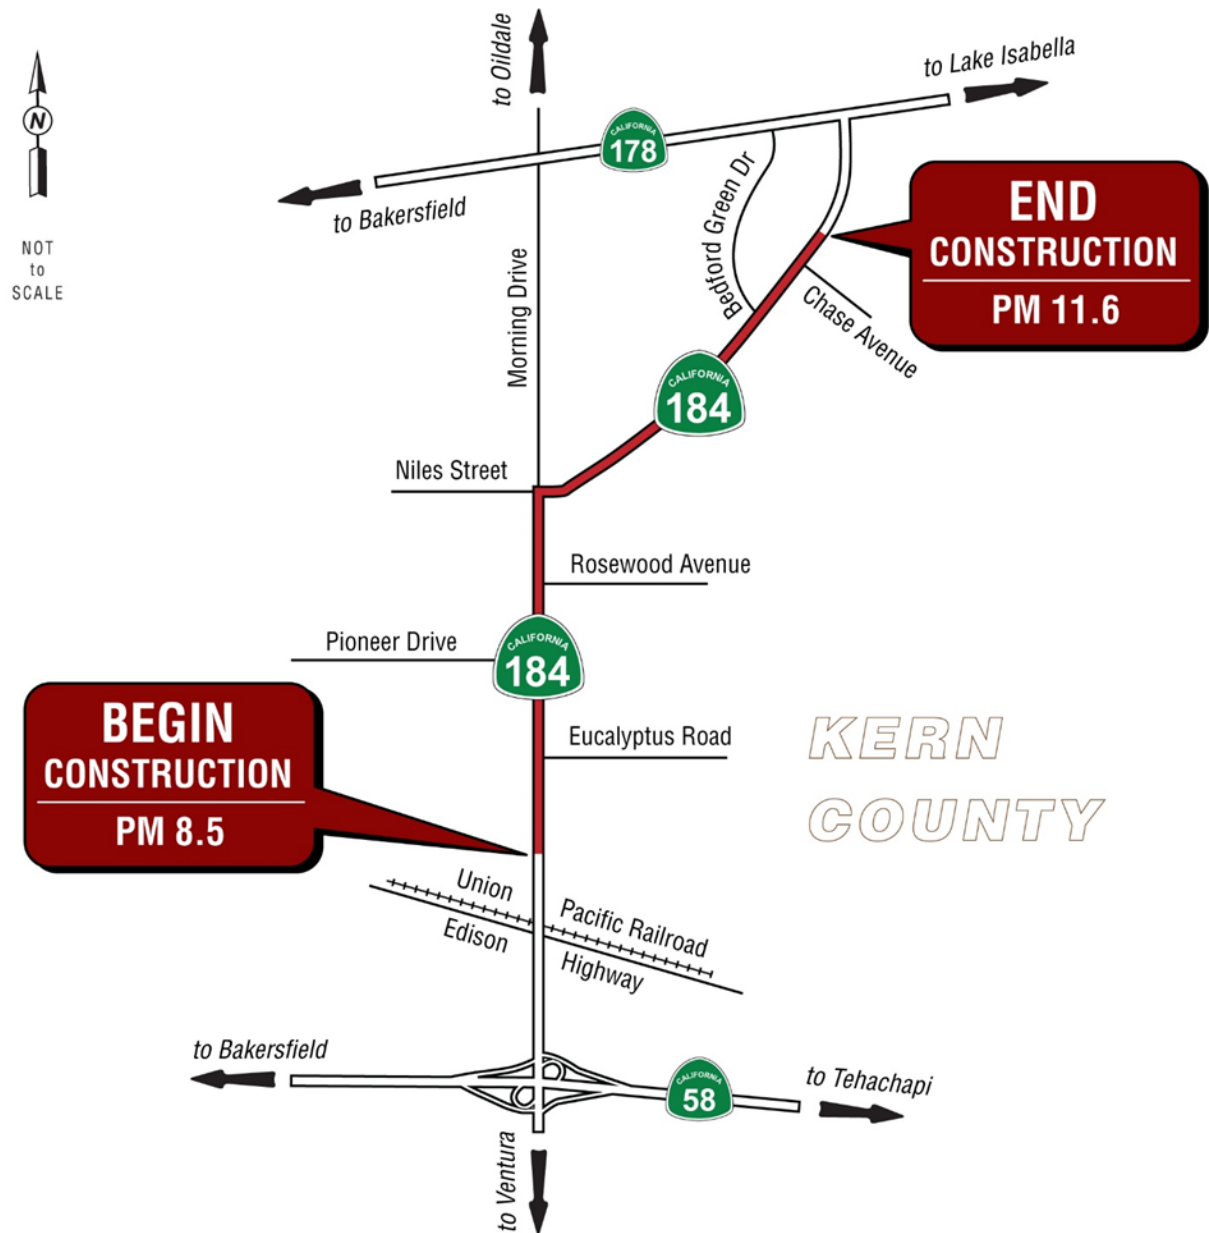 to Oildale
to Lake Isabella
N
CALIFORNIA
178
to Bakersfield
NOT
to
SCALE
Morning Drive
Bedford Green Dr
END
CONSTRUCTION
PM 11.6
Chase Avenue
CALIFORNIA
184
Niles Street
Rosewood Avenue
Pioneer Drive
CALIFORNIA
184
BEGIN
CONSTRUCTION
PM 8.5
Eucalyptus Road
KERN
COUNTY
Union Pacific Railroad
Edison Highway
to Bakersfield
CALIFORNIA
58
to Tehachapi
to Ventura